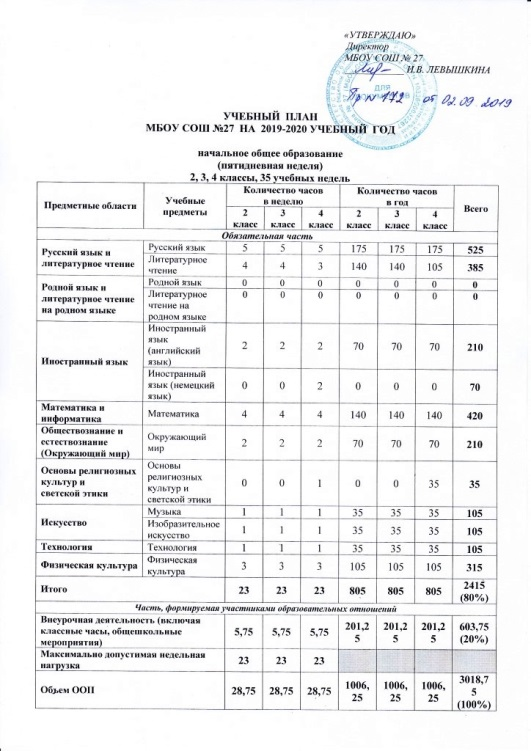 «УТВЕРЖДАЮ»
Директор
МБОУ СОШ № 27
И.В. ЛЕВЫШКИНА
Пр № 172 от 02.09.2019
ДЛЯ
УЧЕБНЫЙ ПЛАН
МБОУ СОШ №27 НА 2019-2020 УЧЕБНЫЙ ГОД
начальное общее образование
(пятидневная неделя)
2, 3, 4 классы, 35 учебных недель
Предметные области Учебные предметы Количество часов в неделю Количество часов в год Всего
2 класс 3 класс 4 класс 2 класс 3 класс 4 класс
Обязательная часть
Русский язык и литературное чтение Русский язык 5 5 5 175 175 175 525
Литературное чтение 4 4 3 140 140 105 385
Родной язык и литературное чтение на родном языке Родной язык 0 0 0 0 0 0 0
Литературное чтение на родном языке 0 0 0 0 0 0 0
Иностранный язык Иностранный язык (английский язык) 2 2 2 70 70 70 210
Иностранный язык (немецкий язык) 0 0 2 0 0 0 70
Математика и информатика Математика 4 4 4 140 140 140 420
Обществознание и естествознание (Окружающий мир) Окружающий мир 2 2 2 70 70 70 210
Основы религиозных культур и светской этики Основы религиозных культур и светской этики 0 0 1 0 0 35 35
Искусство Музыка 1 1 1 35 35 35 105
Изобразительное искусство 1 1 1 35 35 35 105
Технология Технология 1 1 1 35 35 35 105
Физическая культура Физическая культура 3 3 3 105 105 105 315
Итого 23 23 23 805 805 805 2415 (80%)
Часть, формируемая участниками образовательных отношений
Внеурочная деятельность (включая классные часы, общешкольные мероприятия) 5,75 5,75 5,75 201,25 201,25 201,25 603,75 (20%)
Максимально допустимая недельная нагрузка 23 23 23
Объем ООП 28,75 28,75 28,75 1006,25 1006,25 1006,25 3018,75 (100%)